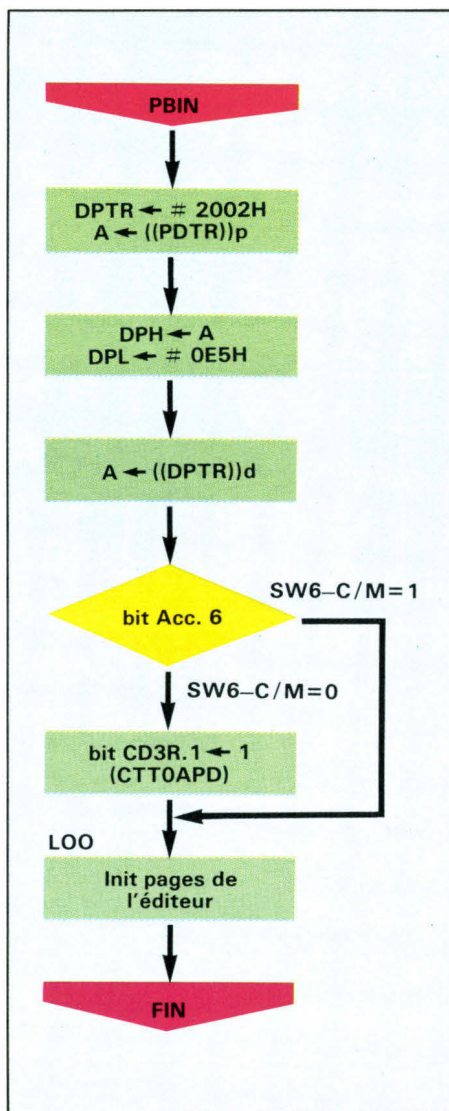 PBIN
DPTR ← # 2002H
A ← ((PDTR))p
DPH ← A
DPL ← # 0E5H
A ← ((DPTR))d
bit Acc. 6
SW6–C/M=1
SW6–C/M=0
bit CD3R.1 ← 1
(CTT0APD)
LOO
Init pages de
l'éditeur
FIN